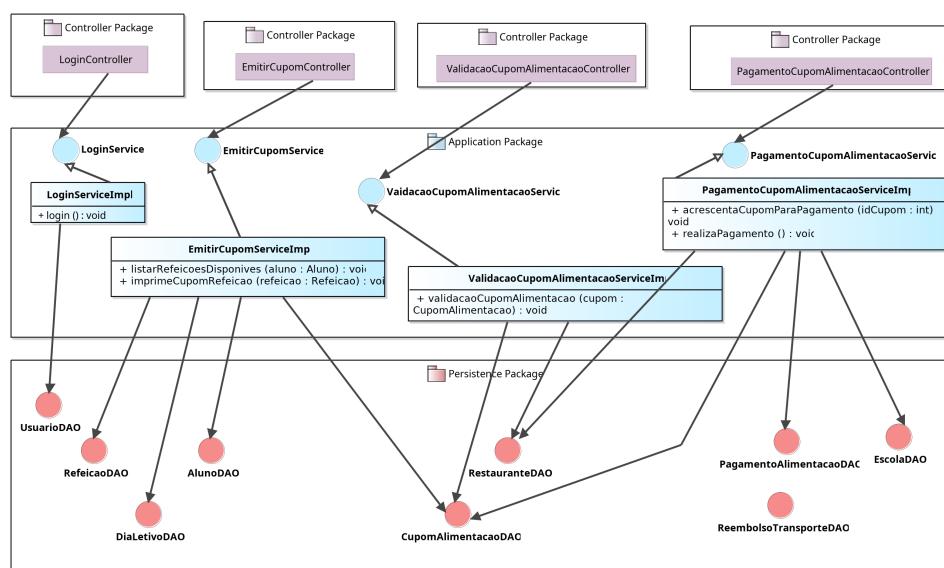 Controller Package
LoginController
Controller Package
EmitirCupomController
Controller Package
ValidacaoCupomAlimentacaoController
Controller Package
PagamentoCupomAlimentacaoController
Application Package
LoginService
EmitirCupomService
VaidacaoCupomAlimentacaoServic
PagamentoCupomAlimentacaoServic
LoginServiceImpl
+ login () : void
PagamentoCupomAlimentacaoServiceImp
+ acrescentaCupomParaPagamento (idCupom : int)
void
+ realizaPagamento () : voic
EmitirCupomServiceImp
+ listarRefeicoesDisponives (aluno : Aluno) : voi
+ imprimeCupomRefeicao (refeicao : Refeicao) : voi
ValidacaoCupomAlimentacaoServiceIm
+ validacaoCupomAlimentacao (cupom :
CupomAlimentacao) : void
Persistence Package
UsuarioDAO
RefeicaoDAO
AlunoDAO
RestauranteDAO
PagamentoAlimentacaoDAC
EscolaDAO
DiaLetivoDAO
CupomAlimentacaoDAO
ReembolsoTransporteDAO